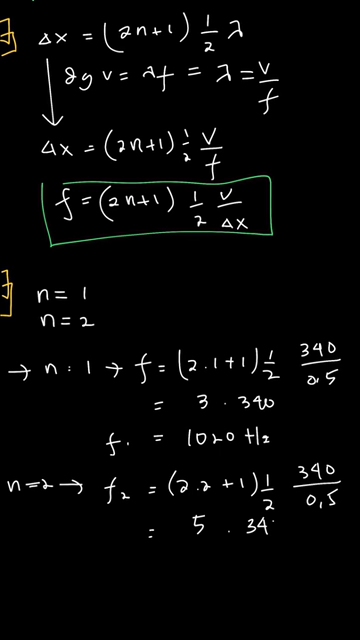 Δx = (2n+1) 1/2 λ
dg v = λf = λ = v/f
Δx = (2n+1) 1/2 v/f
f = (2n+1) 1/2 v/Δx
n = 1
n = 2
→ n : 1 → f = (2.1+1) 1/2 340/0,5
= 3 . 340
f₁ = 1020 Hz
n=2 → f₂ = (2.2+1) 1/2 340/0,5
= 5 . 34